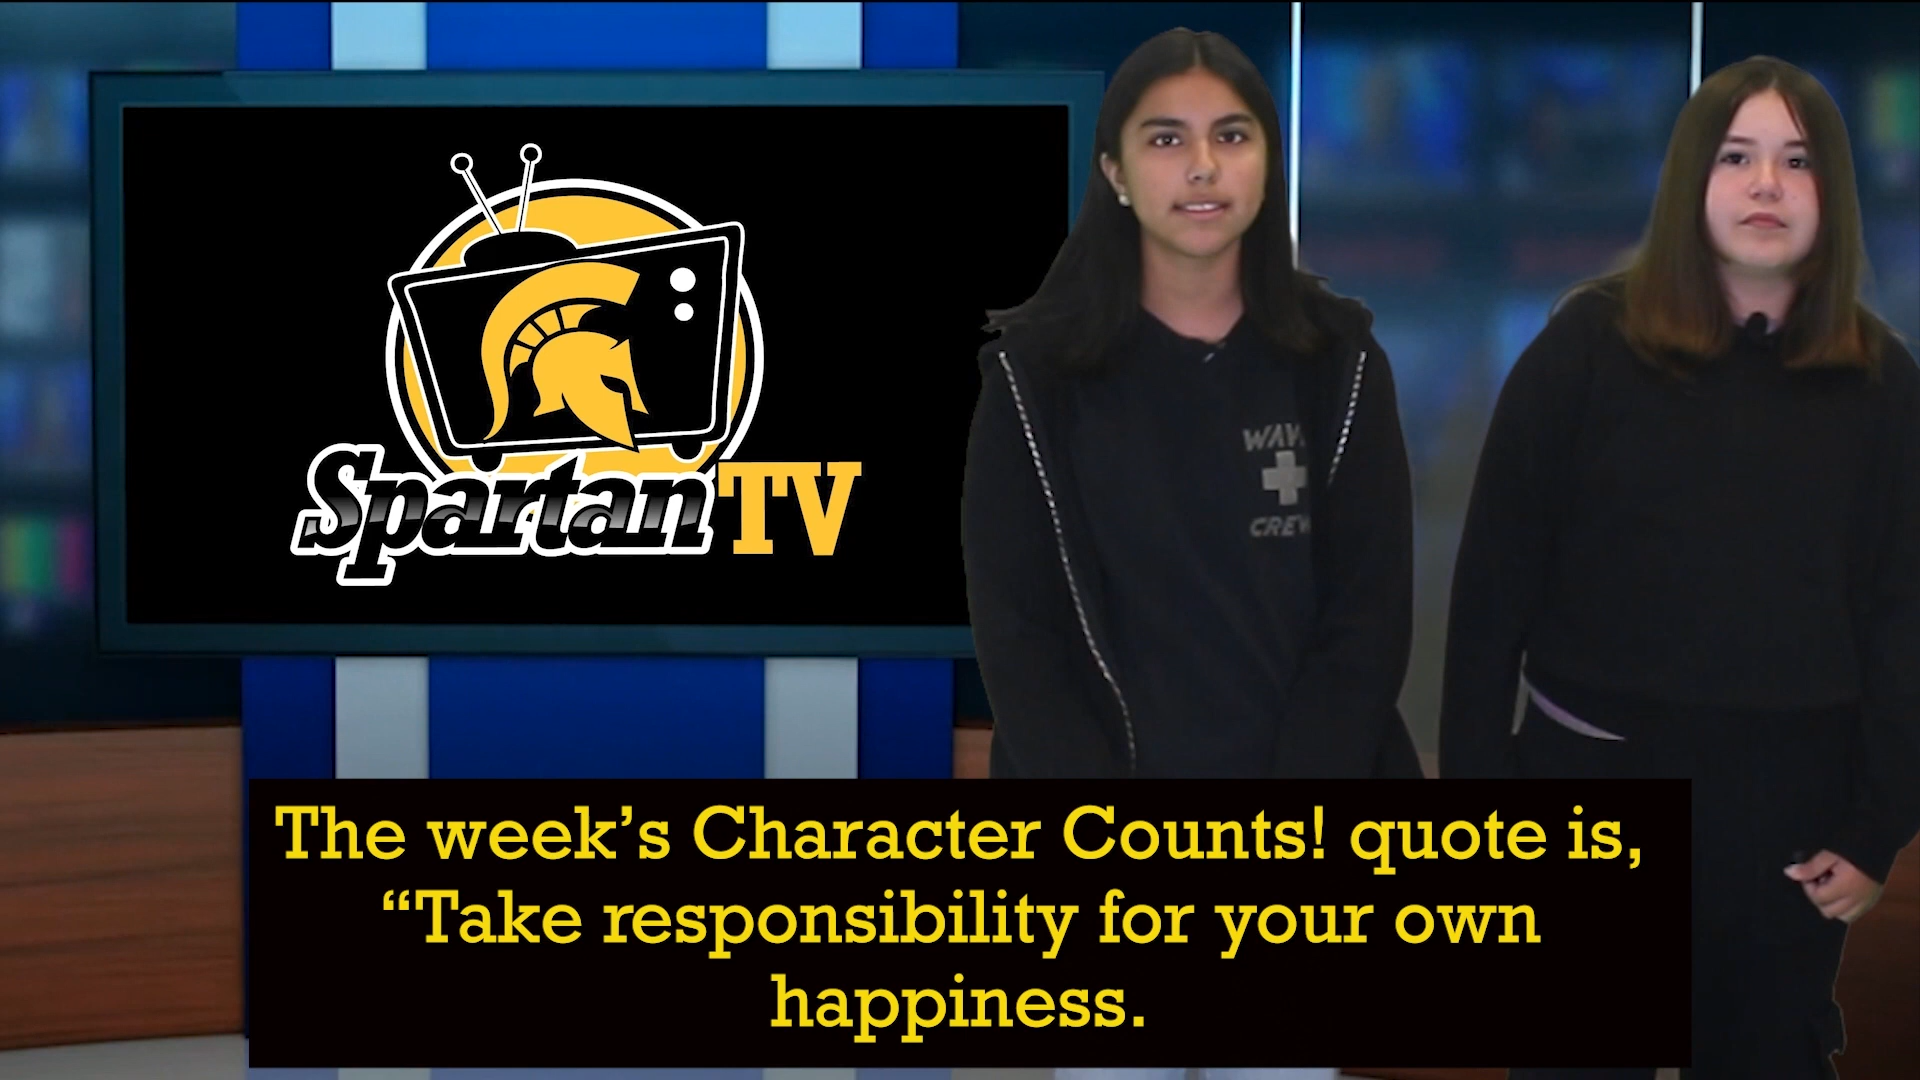 Spartan TV
WAV
CREW
The week’s Character Counts! quote is,
“Take responsibility for your own
happiness.